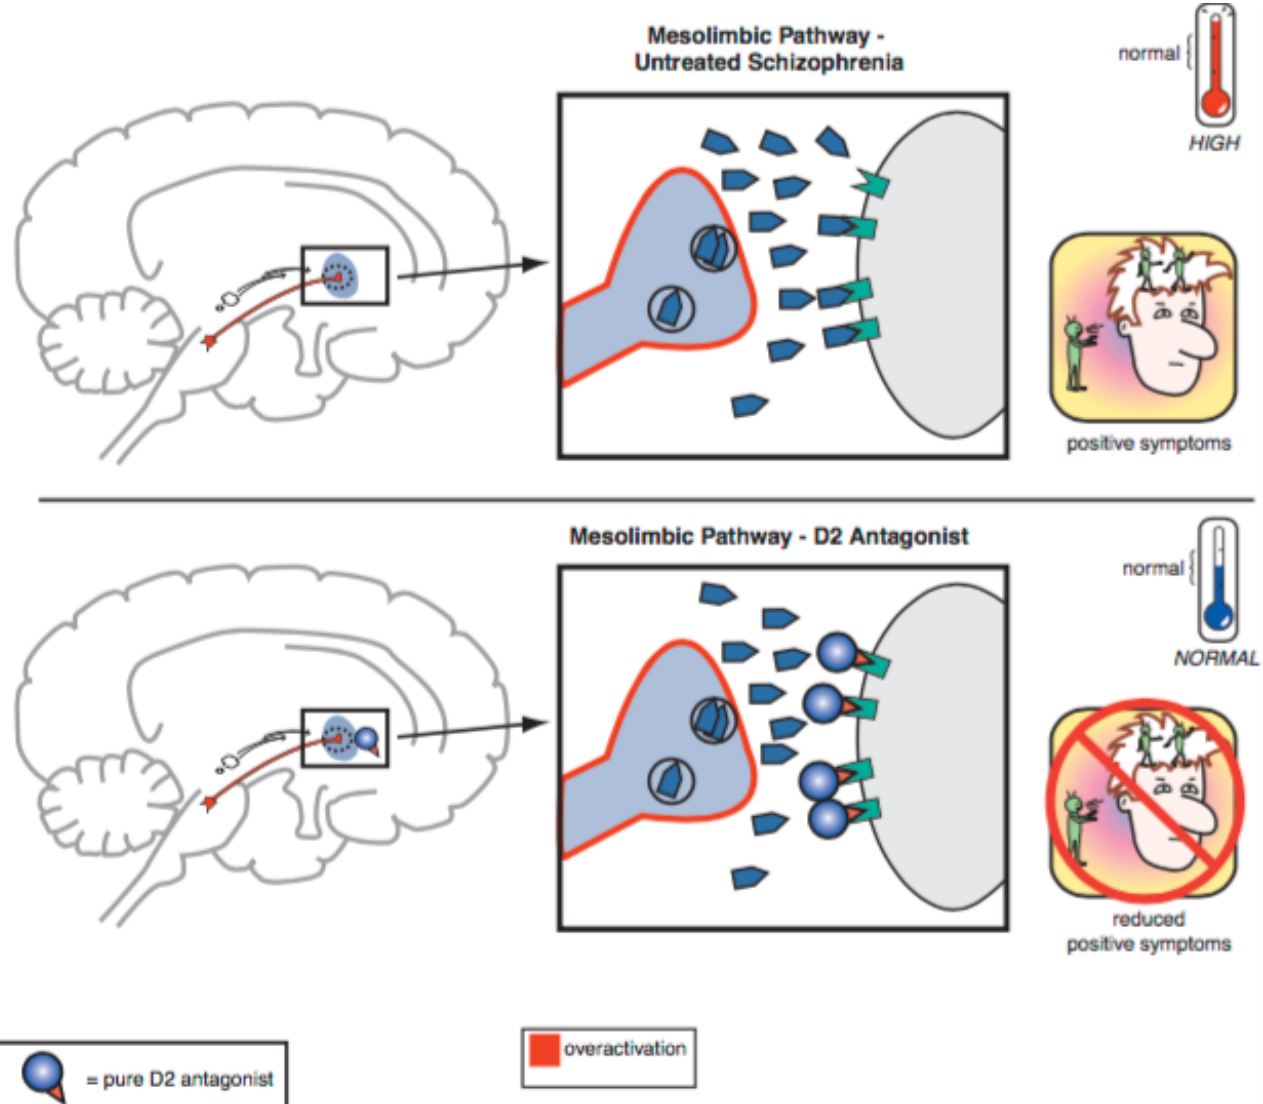 Mesolimbic Pathway -
Untreated Schizophrenia
normal
HIGH
positive symptoms
Mesolimbic Pathway - D2 Antagonist
normal
NORMAL
reduced
positive symptoms
= pure D2 antagonist
overactivation